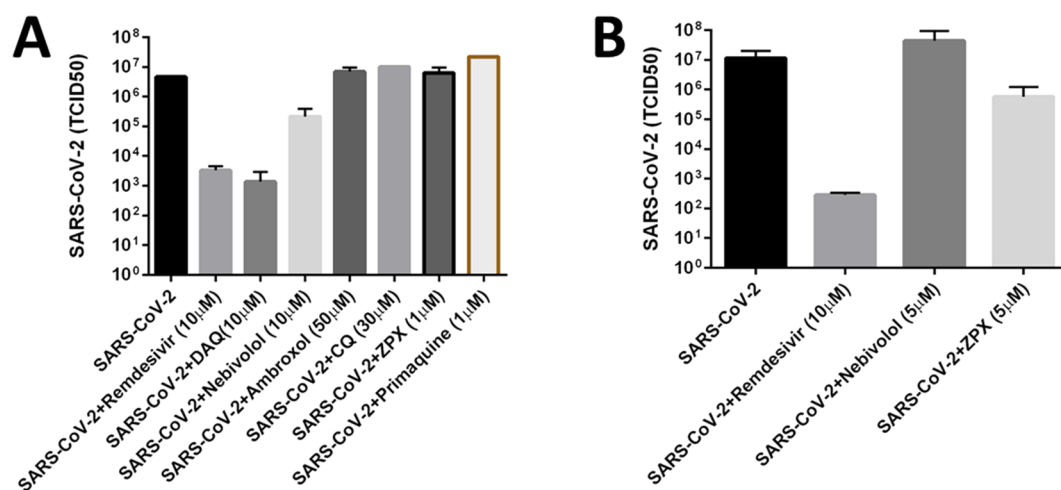 A
SARS-CoV-2 (TCID50)
10⁸
10⁷
10⁶
10⁵
10⁴
10³
10²
10¹
10⁰
SARS-CoV-2
SARS-CoV-2+Remdesivir (10μM)
SARS-CoV-2+DAQ(10μM)
SARS-CoV-2+Nebivolol (10μM)
SARS-CoV-2+Ambroxol (50μM)
SARS-CoV-2+CQ (30μM)
SARS-CoV-2+ZPX (1μM)
SARS-CoV-2+Primaquine (1μM)
B
SARS-CoV-2 (TCID50)
10⁸
10⁷
10⁶
10⁵
10⁴
10³
10²
10¹
10⁰
SARS-CoV-2
SARS-CoV-2+Remdesivir (10μM)
SARS-CoV-2+Nebivolol (5μM)
SARS-CoV-2+ZPX (5μM)